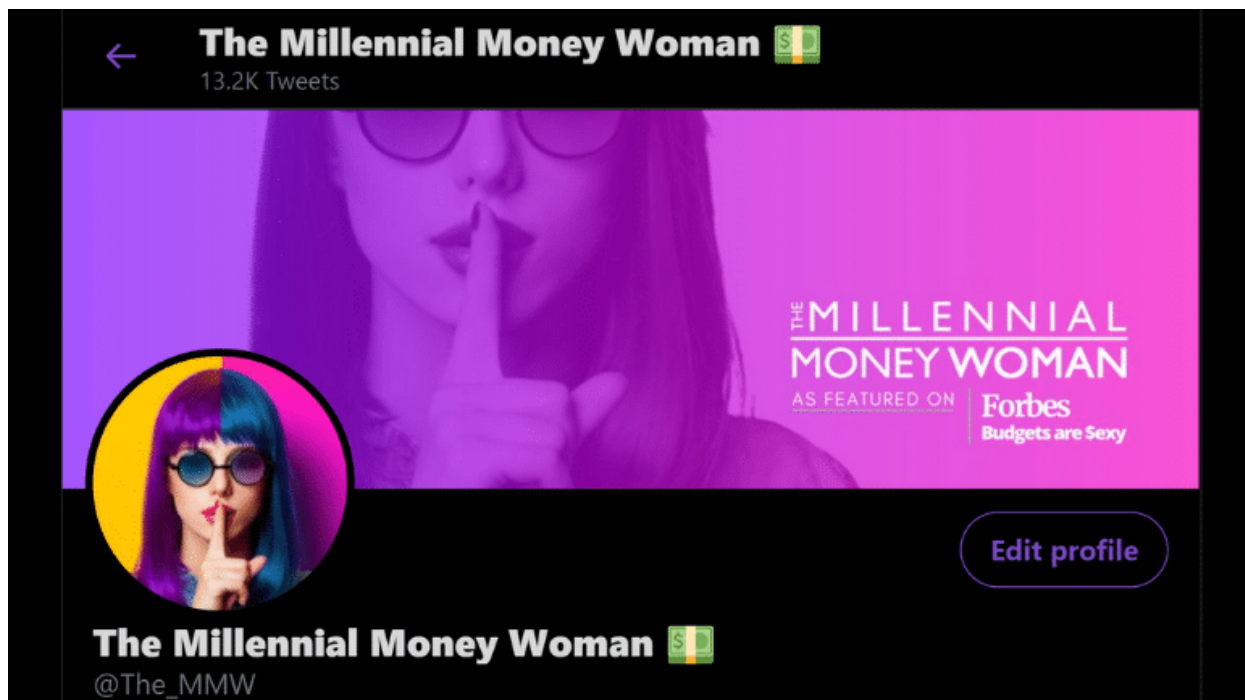 The Millennial Money Woman 💵
13.2K Tweets
THE MILLENNIAL
MONEY WOMAN
AS FEATURED ON
Forbes
Budgets are $exy
Edit profile
The Millennial Money Woman 💵
@The_MMW